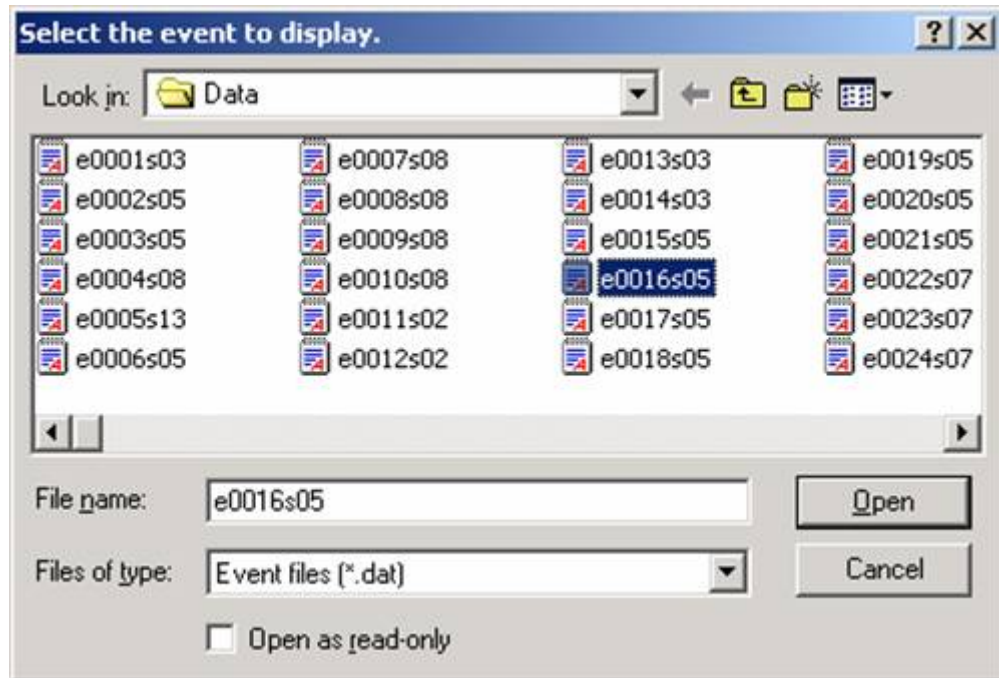 Select the event to display.
Look in: Data
e0001s03 e0007s08 e0013s03 e0019s05
e0002s05 e0008s08 e0014s03 e0020s05
e0003s05 e0009s08 e0015s05 e0021s05
e0004s08 e0010s08 e0016s05 e0022s07
e0005s13 e0011s02 e0017s05 e0023s07
e0006s05 e0012s02 e0018s05 e0024s07
File name: e0016s05 Open
Files of type: Event files (*.dat) Cancel
Open as read-only